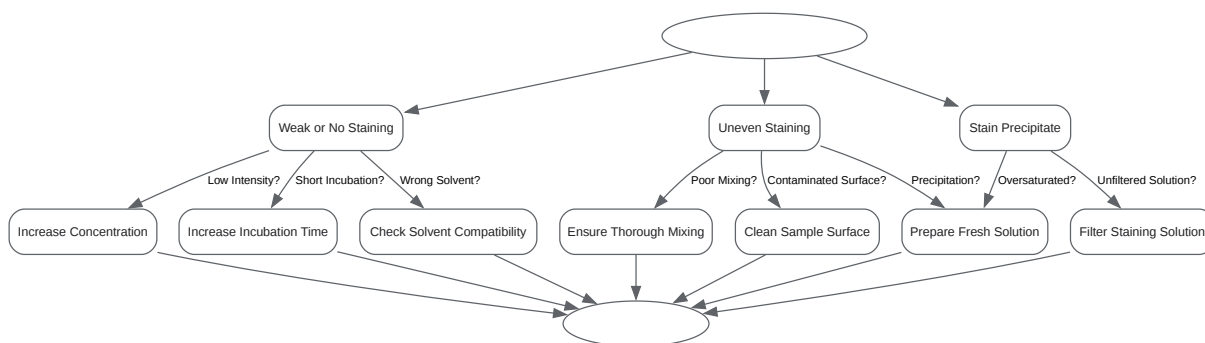 Weak or No Staining
Uneven Staining
Stain Precipitate
Low Intensity?
Short Incubation?
Wrong Solvent?
Poor Mixing?
Contaminated Surface?
Precipitation?
Oversaturated?
Unfiltered Solution?
Increase Concentration
Increase Incubation Time
Check Solvent Compatibility
Ensure Thorough Mixing
Clean Sample Surface
Prepare Fresh Solution
Filter Staining Solution